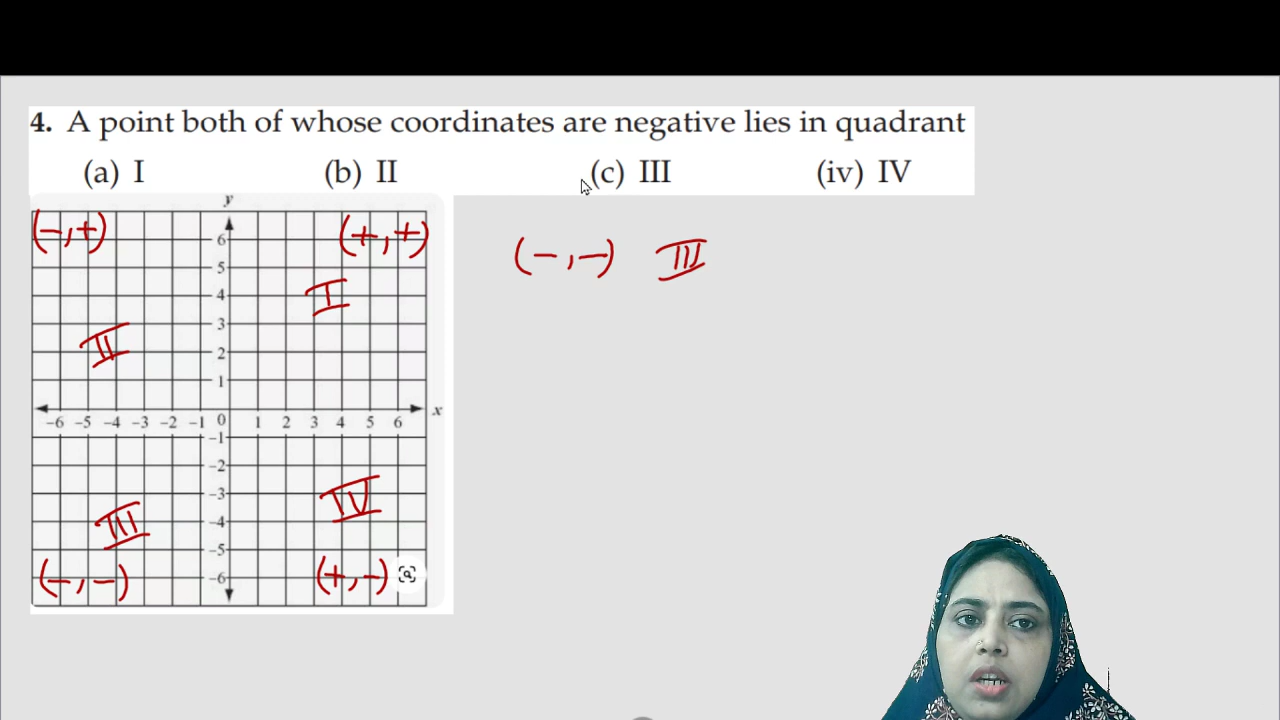 4. A point both of whose coordinates are negative lies in quadrant
(a) I (b) II (c) III (iv) IV
y
(-,+) 6 (+,+) (-,-) III
5
4 I
3
II 2
1
x
-6 -5 -4 -3 -2 -1 0 1 2 3 4 5 6
-1
-2
-3 IV
III -4
-5
(-,-) -6 (+,-)